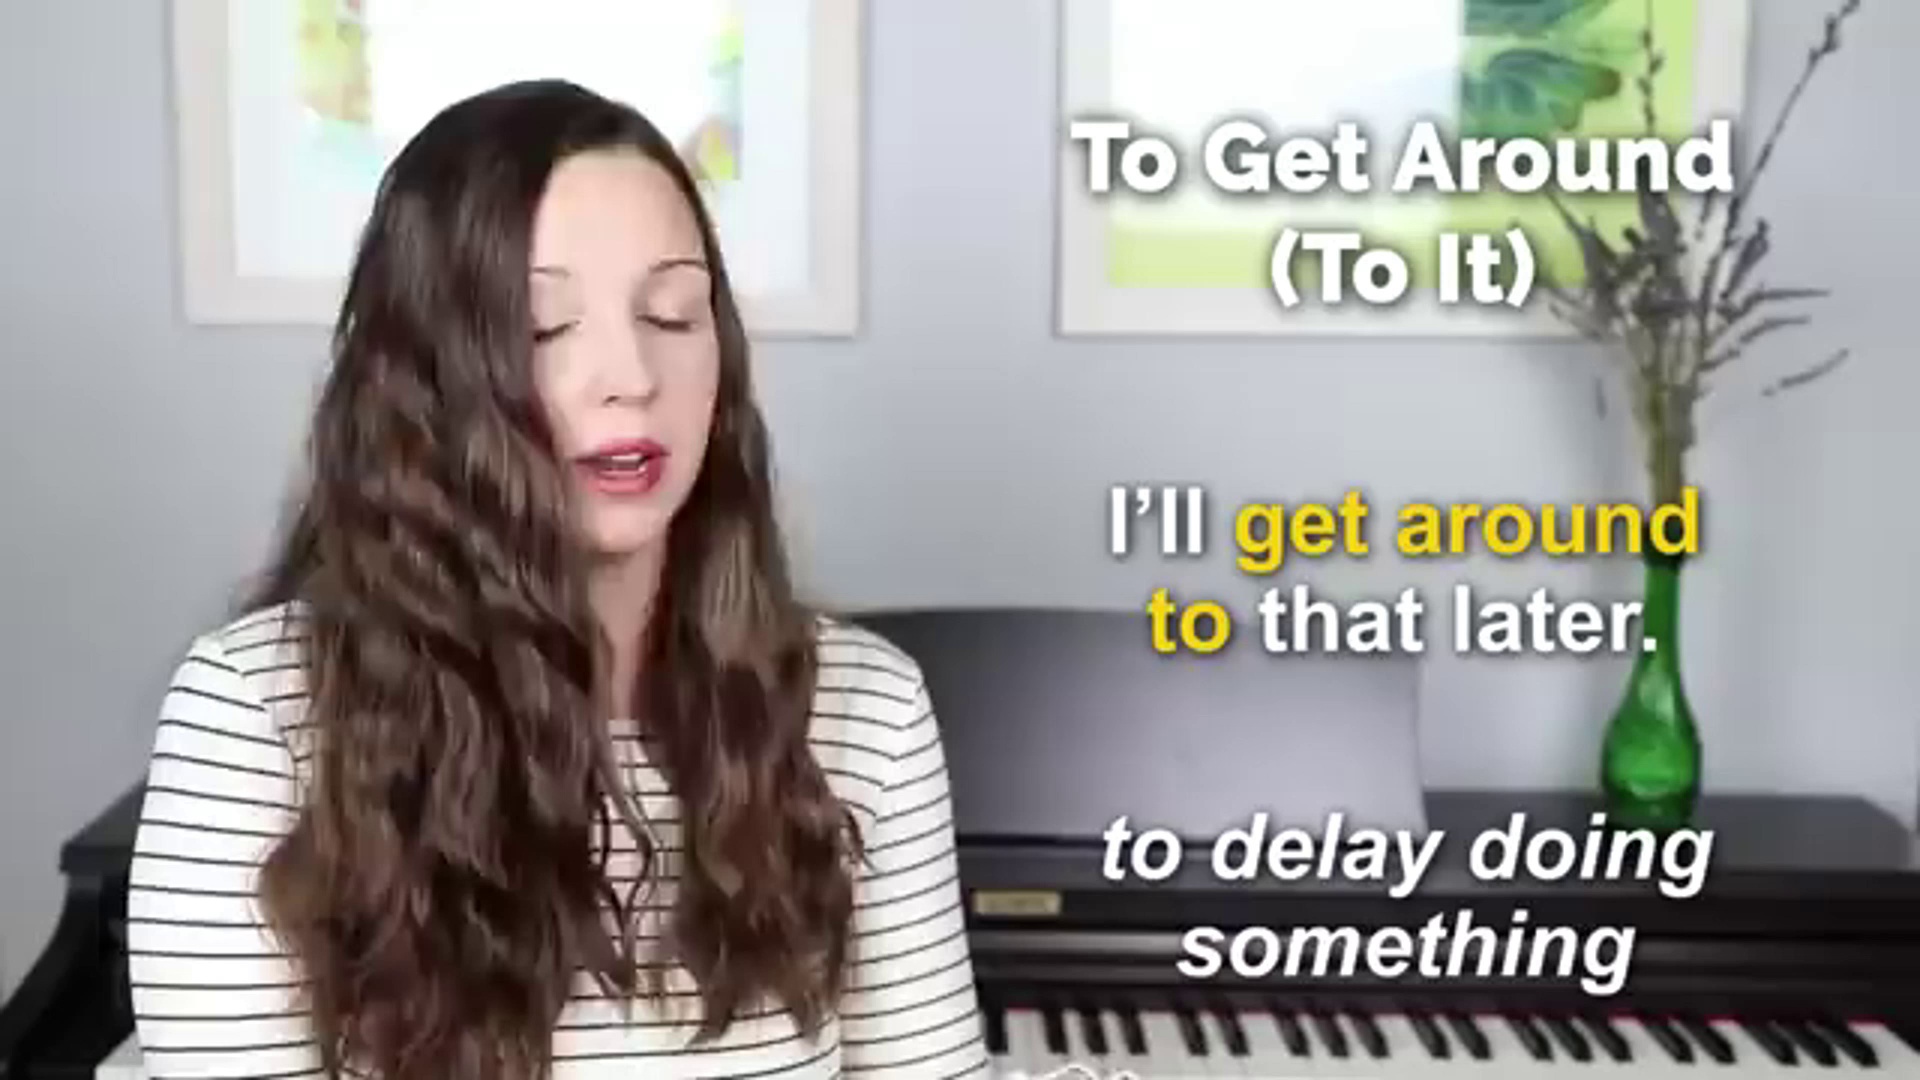 To Get Around
(To It)
I'll get around
to that later.
to delay doing
something